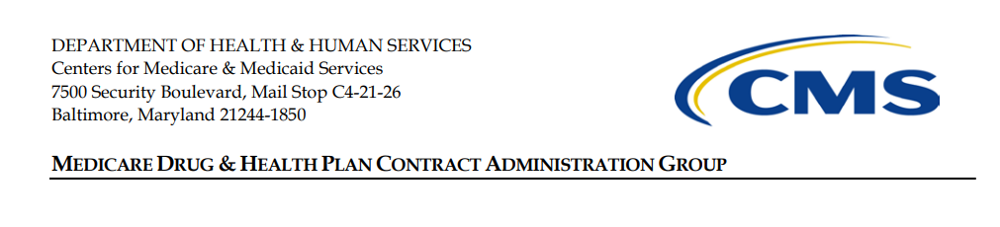 DEPARTMENT OF HEALTH & HUMAN SERVICES
Centers for Medicare & Medicaid Services
7500 Security Boulevard, Mail Stop C4-21-26
Baltimore, Maryland 21244-1850
CMS
MEDICARE DRUG & HEALTH PLAN CONTRACT ADMINISTRATION GROUP